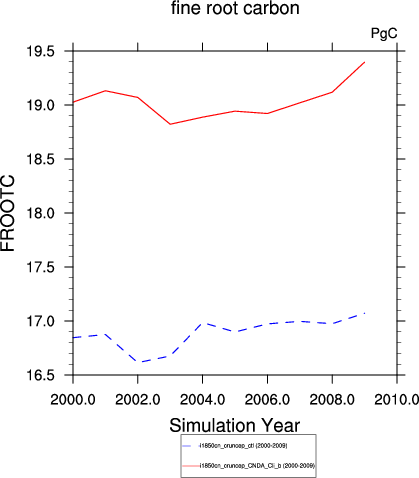 fine root carbon
PgC
19.5
19.0
18.5
18.0
17.5
17.0
16.5
FROOTC
2000.0 2002.0 2004.0 2006.0 2008.0 2010.0
Simulation Year
i1850cn_cruncep_ctl (2000-2009)
i1850cn_cruncep_CNDA_Cli_b (2000-2009)